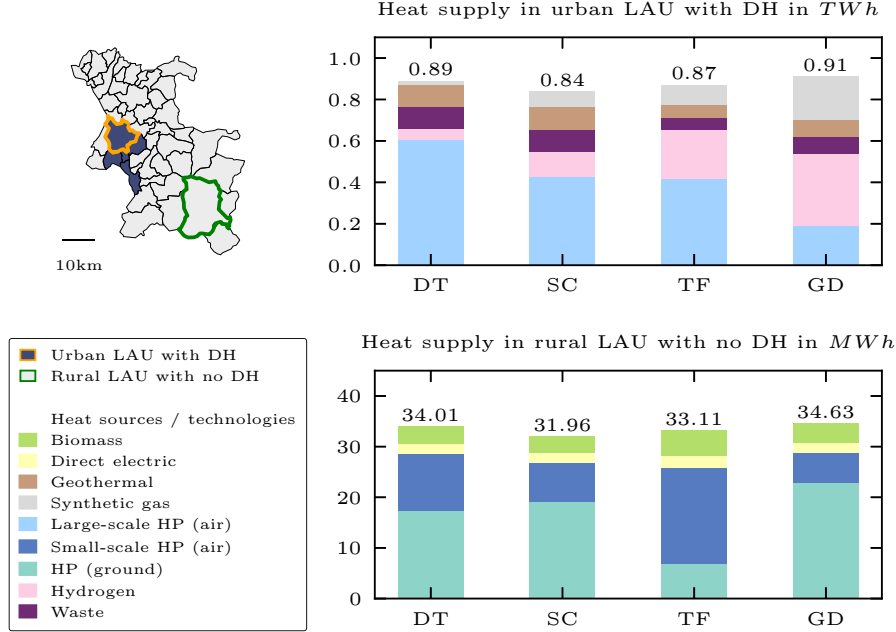 Heat supply in urban LAU with DH in TWh
1.0
0.8
0.6
0.4
0.2
0.0
0.89
0.84
0.87
0.91
DT
SC
TF
GD
10km
Urban LAU with DH
Rural LAU with no DH
Heat sources / technologies
Biomass
Direct electric
Geothermal
Synthetic gas
Large-scale HP (air)
Small-scale HP (air)
HP (ground)
Hydrogen
Waste
Heat supply in rural LAU with no DH in MWh
40
30
20
10
0
34.01
31.96
33.11
34.63
DT
SC
TF
GD